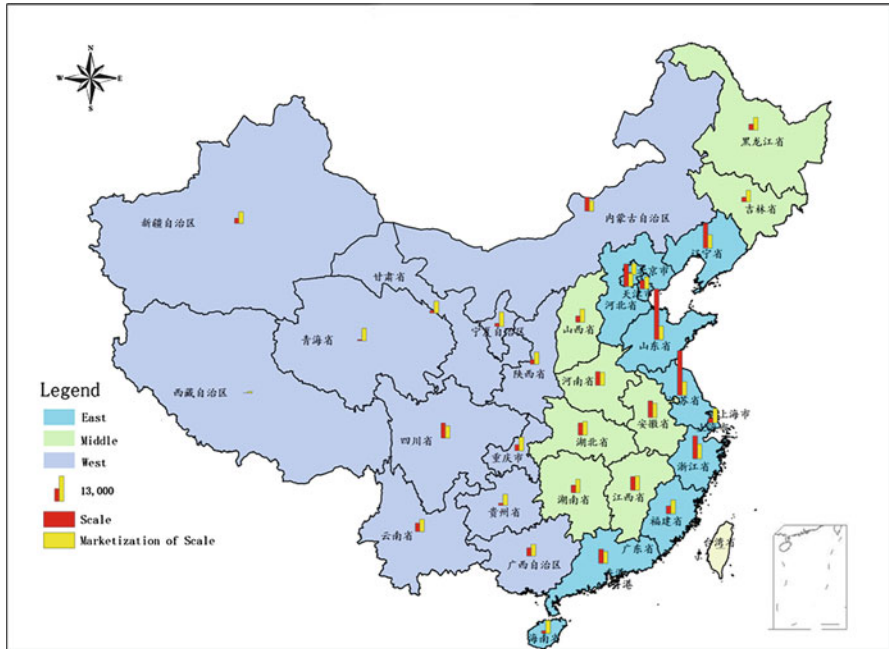 N
W
E
S
黑龙江省
吉林省
新疆自治区
内蒙古自治区
辽宁省
甘肃省
北京市
天津市
河北省
宁夏自治区
山西省
青海省
山东省
陕西省
河南省
西藏自治区
苏省
安徽省
上海市
四川省
湖北省
重庆市
浙江省
湖南省
江西省
贵州省
福建省
云南省
台湾省
广东省
广西自治区
香港
海南省
Legend
East
Middle
West
13,000
Scale
Marketization of Scale